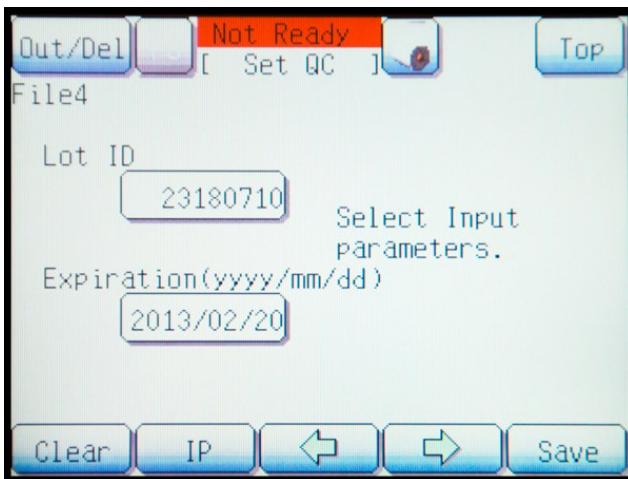 Out/Del
Not Ready
[ Set QC ]
Top
File4
Lot ID
23180710
Select Input
parameters.
Expiration(yyyy/mm/dd)
2013/02/20
Clear
IP
Save